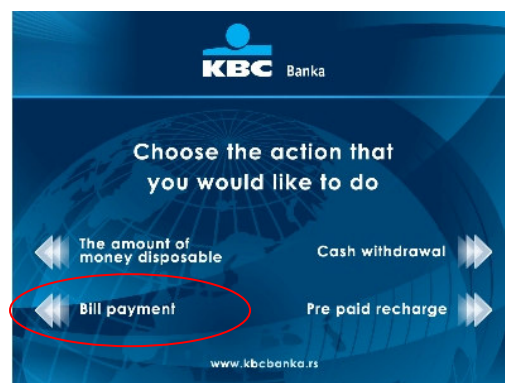 KBC Banka
Choose the action that
you would like to do
The amount of
money disposable
Cash withdrawal
Bill payment
Pre paid recharge
www.kbcbanka.rs